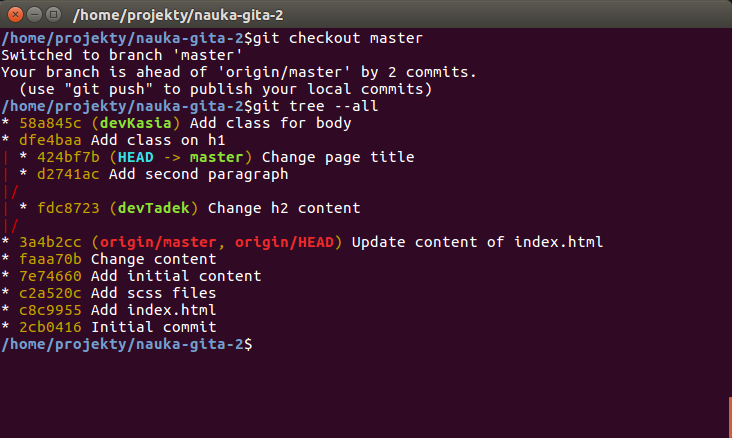 /home/projekty/nauka-gita-2
/home/projekty/nauka-gita-2$git checkout master
Switched to branch 'master'
Your branch is ahead of 'origin/master' by 2 commits.
  (use "git push" to publish your local commits)
/home/projekty/nauka-gita-2$git tree --all
* 58a845c (devKasia) Add class for body
* dfe4baa Add class on h1
| * 424bf7b (HEAD -> master) Change page title
| * d2741ac Add second paragraph
|/
| * fdc8723 (devTadek) Change h2 content
|/
* 3a4b2cc (origin/master, origin/HEAD) Update content of index.html
* faaa70b Change content
* 7e74660 Add initial content
* c2a520c Add scss files
* c8c9955 Add index.html
* 2cb0416 Initial commit
/home/projekty/nauka-gita-2$